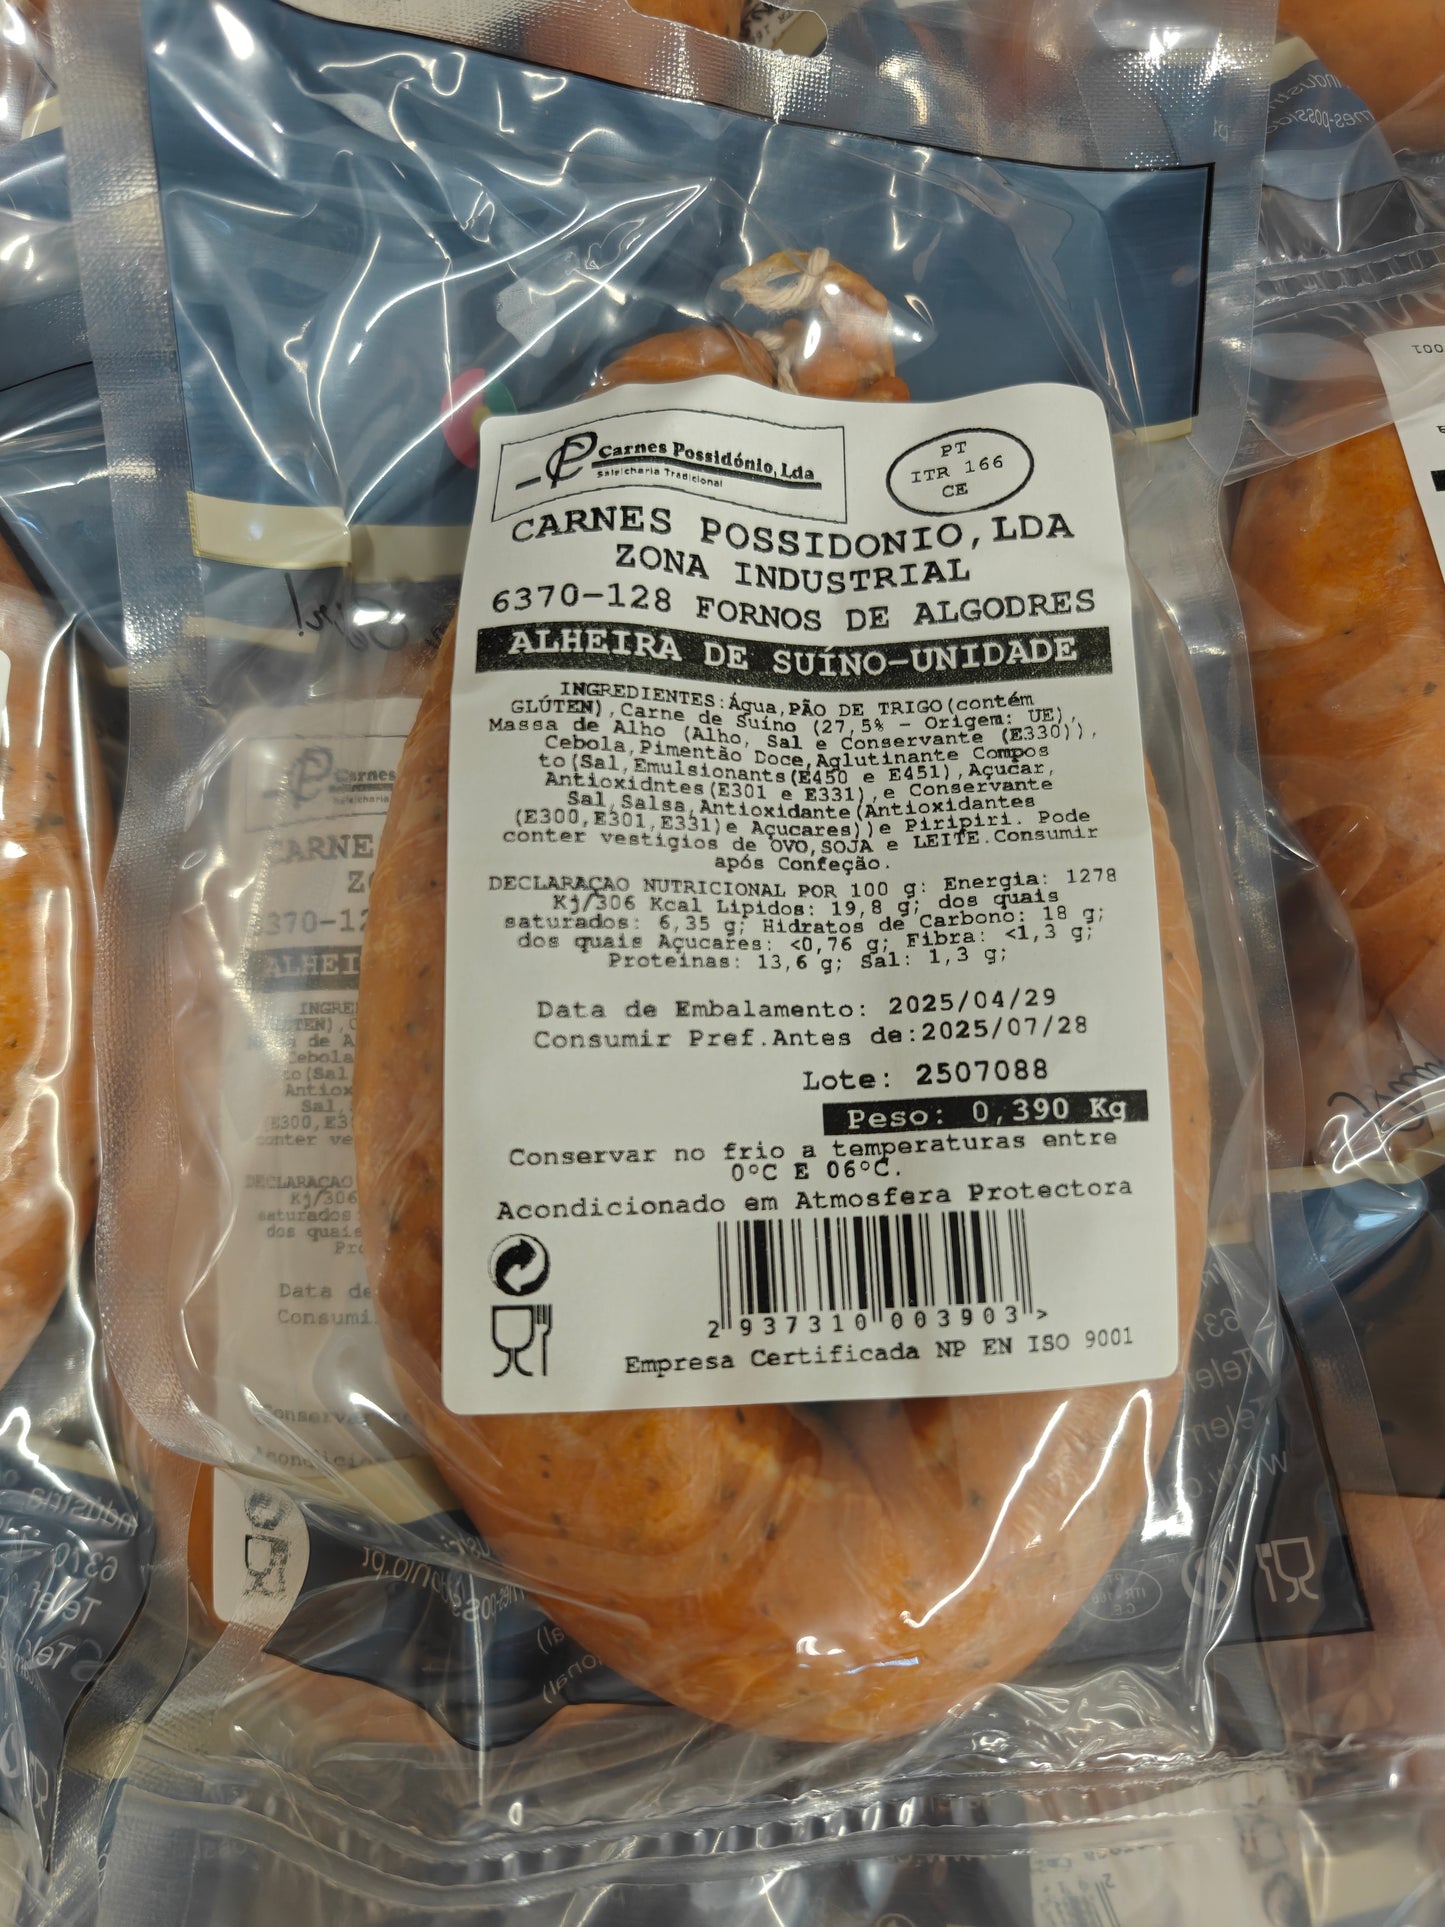 Carnes Possidónio, Lda
Salsicharia Tradicional
PT
ITR 166
CE
CARNES POSSIDONIO, LDA
ZONA INDUSTRIAL
6370-128 FORNOS DE ALGODRES
ALHEIRA DE SUÍNO-UNIDADE
INGREDIENTES:Água,PÃO DE TRIGO(contém
GLÚTEN),Carne de Suíno (27,5% - Origem: UE),
Massa de Alho (Alho, Sal e Conservante (E330)),
Cebola,Pimentão Doce,Aglutinante Compos
to(Sal,Emulsionants(E450 e E451),Açúcar,
Antioxidntes(E301 e E331),e Conservante
Sal,Salsa,Antioxidante(Antioxidantes
(E300,E301,E331)e Açucares))e Piripiri. Pode
conter vestigios de OVO,SOJA e LEITE.Consumir
após Confeção.
DECLARAÇAO NUTRICIONAL POR 100 g: Energia: 1278
Kj/306 Kcal Lipidos: 19,8 g; dos quais
saturados: 6,35 g; Hidratos de Carbono: 18 g;
dos quais Açucares: <0,76 g; Fibra: <1,3 g;
Proteinas: 13,6 g; Sal: 1,3 g;
Data de Embalamento: 2025/04/29
Consumir Pref.Antes de:2025/07/28
Lote: 2507088
Peso: 0,390 Kg
Conservar no frio a temperaturas entre
0ºC E 06ºC.
Acondicionado em Atmosfera Protectora
2 937310 003903 >
Empresa Certificada NP EN ISO 9001